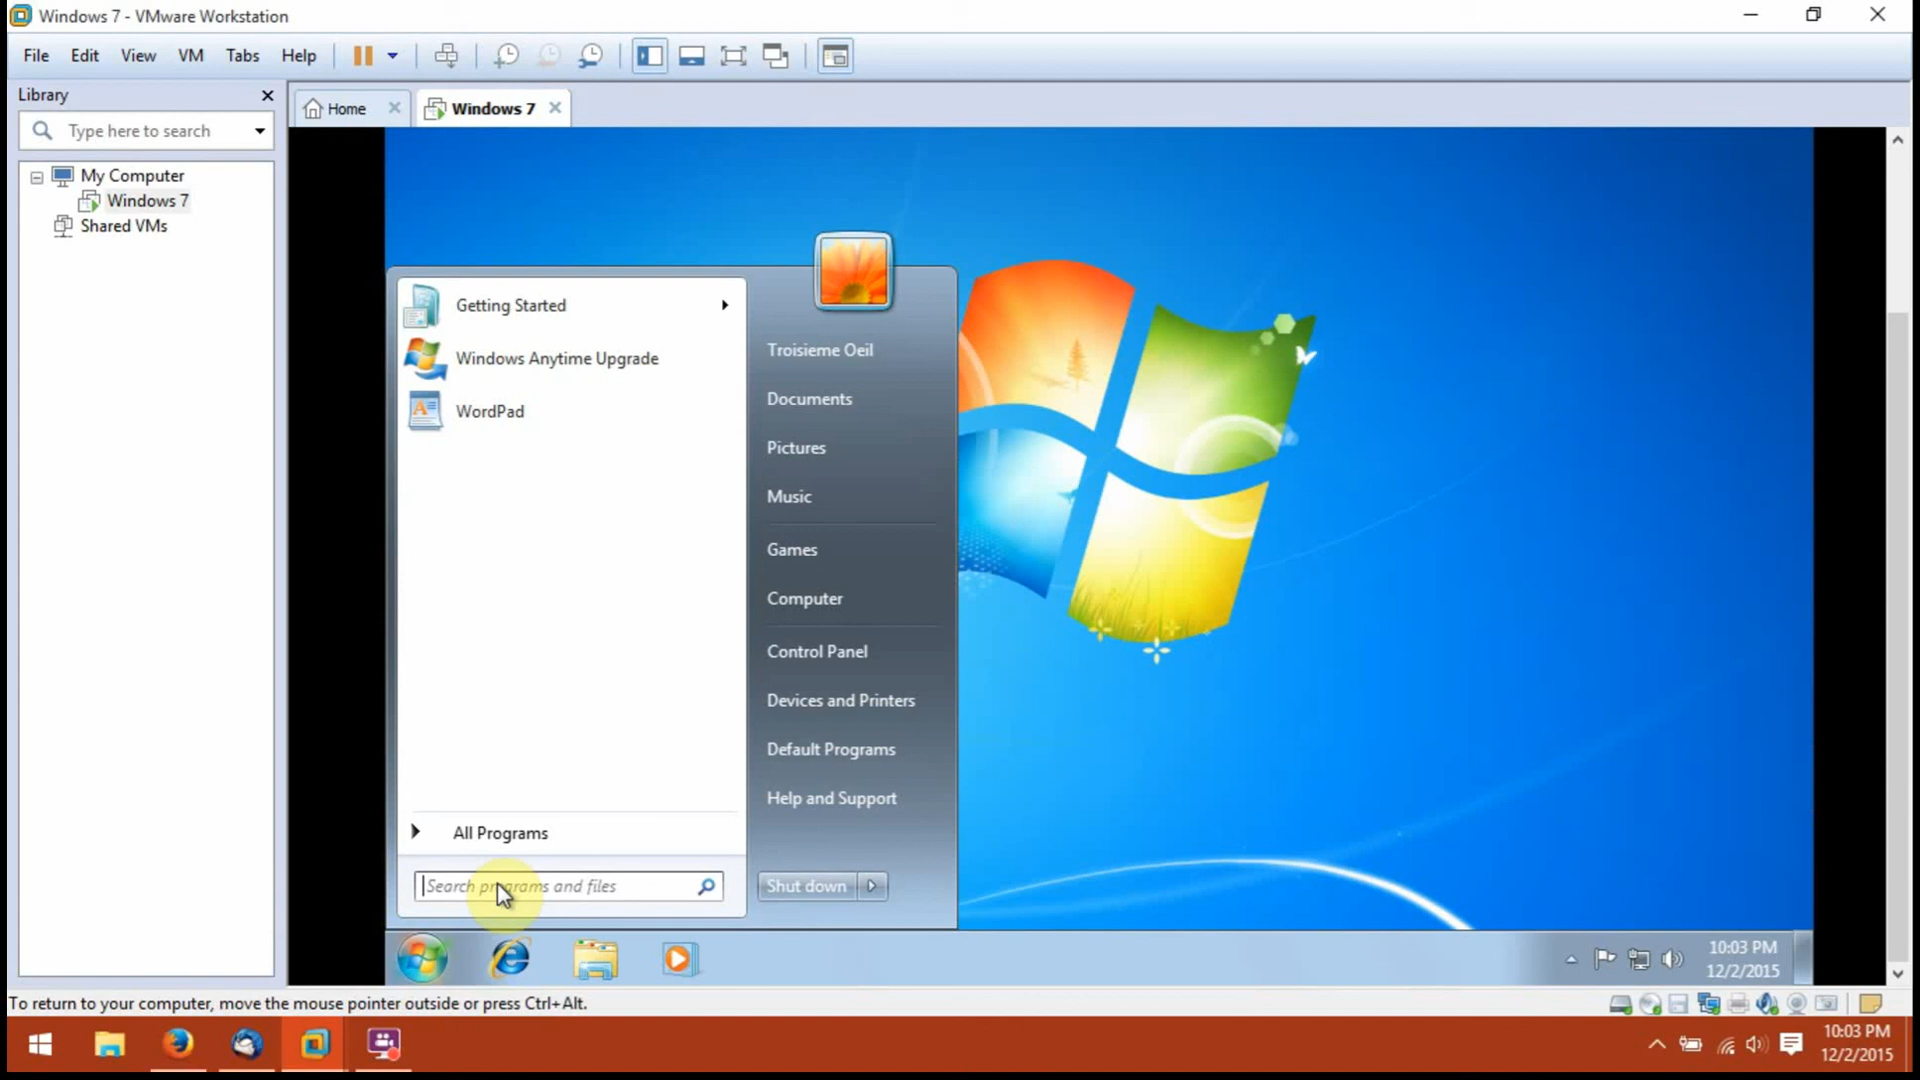 Windows 7 - VMware Workstation
File Edit View VM Tabs Help
Library
Type here to search
My Computer
Windows 7
Shared VMs
Home
Windows 7
Getting Started
Windows Anytime Upgrade
WordPad
All Programs
Search programs and files
Troisieme Oeil
Documents
Pictures
Music
Games
Computer
Control Panel
Devices and Printers
Default Programs
Help and Support
Shut down
10:03 PM
12/2/2015
To return to your computer, move the mouse pointer outside or press Ctrl+Alt.
10:03 PM
12/2/2015